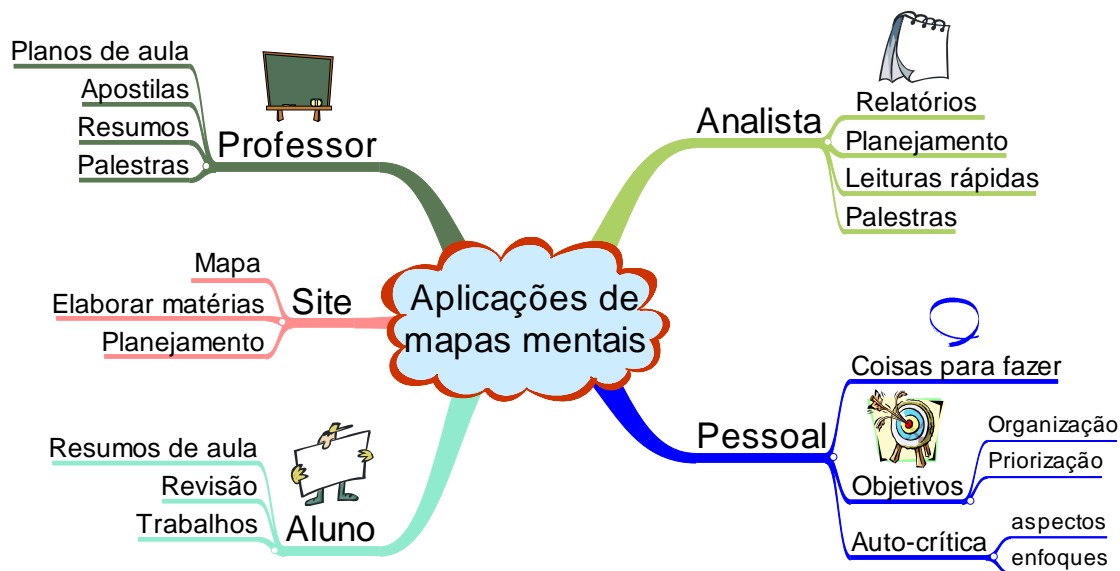 Aplicações de
mapas mentais
Professor
Planos de aula
Apostilas
Resumos
Palestras
Site
Mapa
Elaborar matérias
Planejamento
Aluno
Resumos de aula
Revisão
Trabalhos
Analista
Relatórios
Planejamento
Leituras rápidas
Palestras
Pessoal
Coisas para fazer
Objetivos
Organização
Priorização
Auto-crítica
aspectos
enfoques